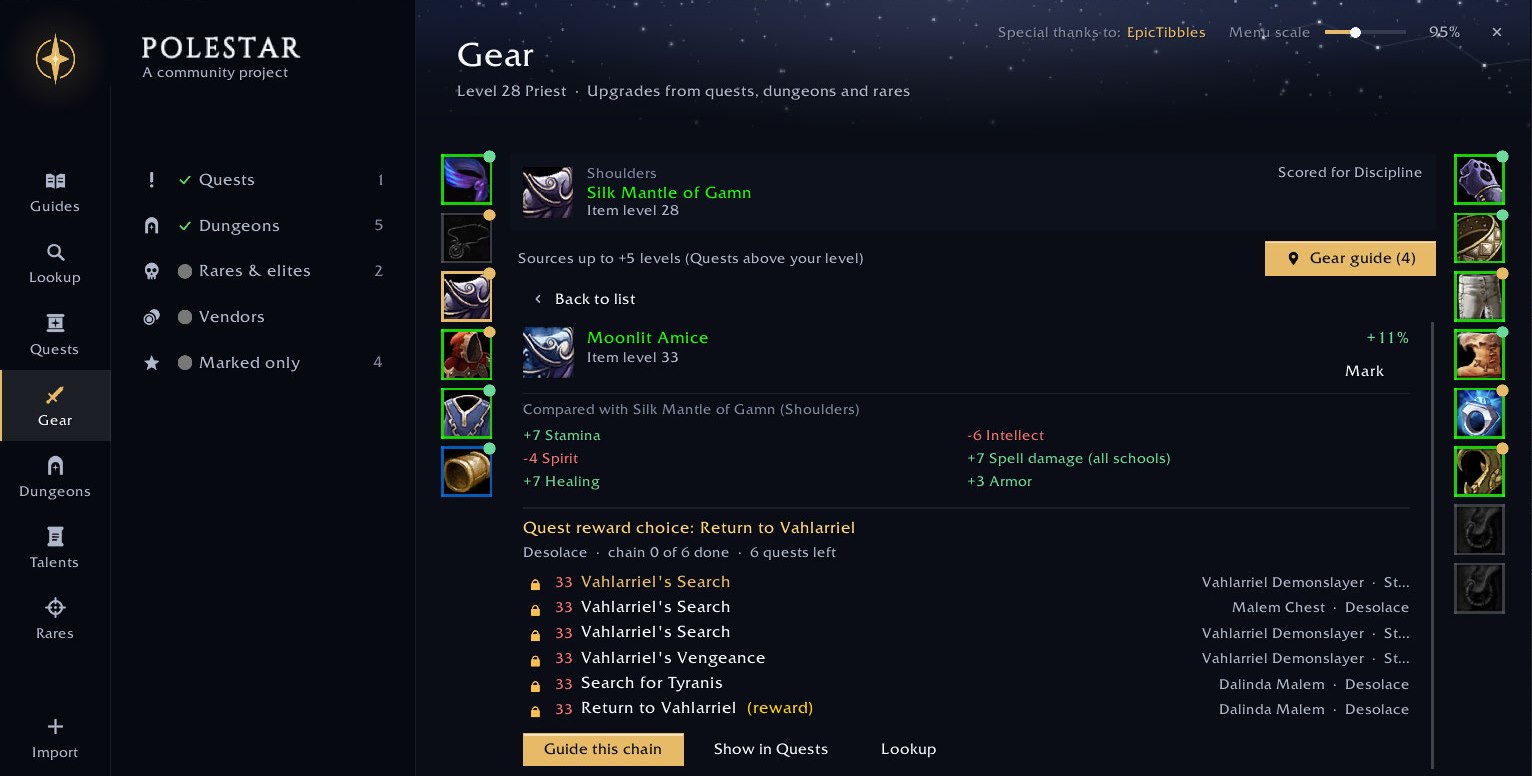 POLESTAR
A community project
Guides
Lookup
Quests
Gear
Dungeons
Talents
Rares
Import
Quests 1
Dungeons 5
Rares & elites 2
Vendors
Marked only 4
Special thanks to: EpicTibbles Menu scale 95% ×
Gear
Level 28 Priest · Upgrades from quests, dungeons and rares
Shoulders
Silk Mantle of Gamn
Item level 28
Scored for Discipline
Sources up to +5 levels (Quests above your level)
Gear guide (4)
Back to list
Moonlit Amice +11%
Item level 33
Mark
Compared with Silk Mantle of Gamn (Shoulders)
+7 Stamina -6 Intellect
-4 Spirit +7 Spell damage (all schools)
+7 Healing +3 Armor
Quest reward choice: Return to Vahlarriel
Desolace · chain 0 of 6 done · 6 quests left
33 Vahlarriel's Search Vahlarriel Demonslayer · St...
33 Vahlarriel's Search Malem Chest · Desolace
33 Vahlarriel's Search Vahlarriel Demonslayer · St...
33 Vahlarriel's Vengeance Vahlarriel Demonslayer · St...
33 Search for Tyranis Dalinda Malem · Desolace
33 Return to Vahlarriel (reward) Dalinda Malem · Desolace
Guide this chain Show in Quests Lookup